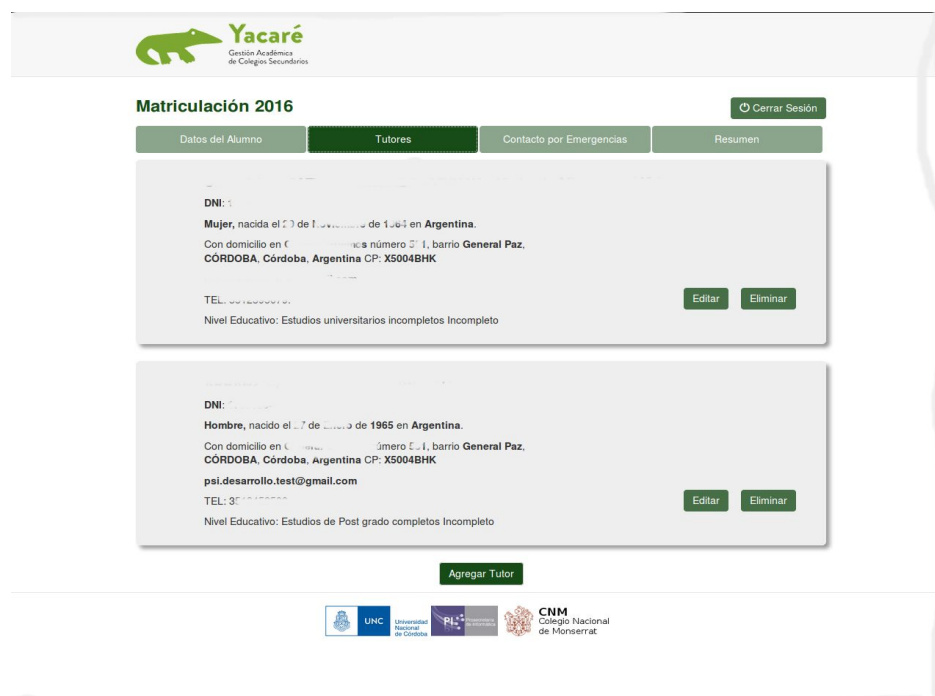 Yacaré
Gestión Académica
de Colegios Secundarios
Matriculación 2016
Cerrar Sesión
Datos del Alumno
Tutores
Contacto por Emergencias
Resumen
DNI:
Mujer, nacida el de de en Argentina.
Con domicilio en número barrio General Paz,
CÓRDOBA, Córdoba, Argentina CP: X5004BHK
TEL:
Editar
Eliminar
Nivel Educativo: Estudios universitarios incompletos Incompleto
DNI:
Hombre, nacido el de de 1965 en Argentina.
Con domicilio en barrio General Paz,
CÓRDOBA, Córdoba, Argentina CP: X5004BHK
psi.desarrollo.test@gmail.com
TEL:
Editar
Eliminar
Nivel Educativo: Estudios de Post grado completos Incompleto
Agregar Tutor
UNC
Universidad
Nacional
de Córdoba
CNM
Colegio Nacional
de Monserrat